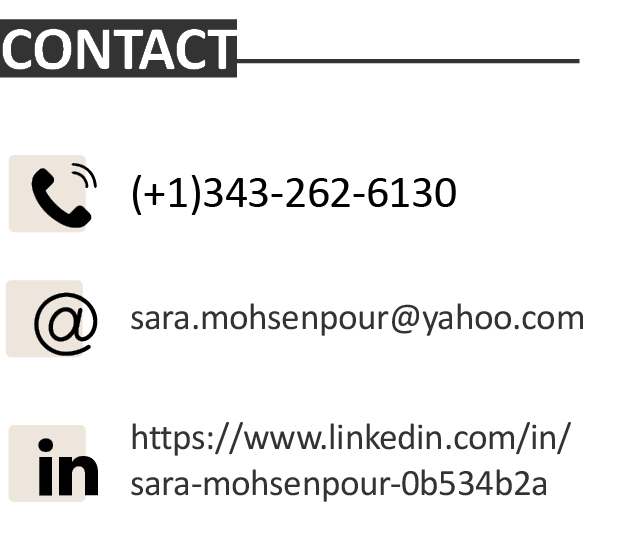 CONTACT
(+1)343-262-6130
sara.mohsenpour@yahoo.com
https://www.linkedin.com/in/
sara-mohsenpour-0b534b2a